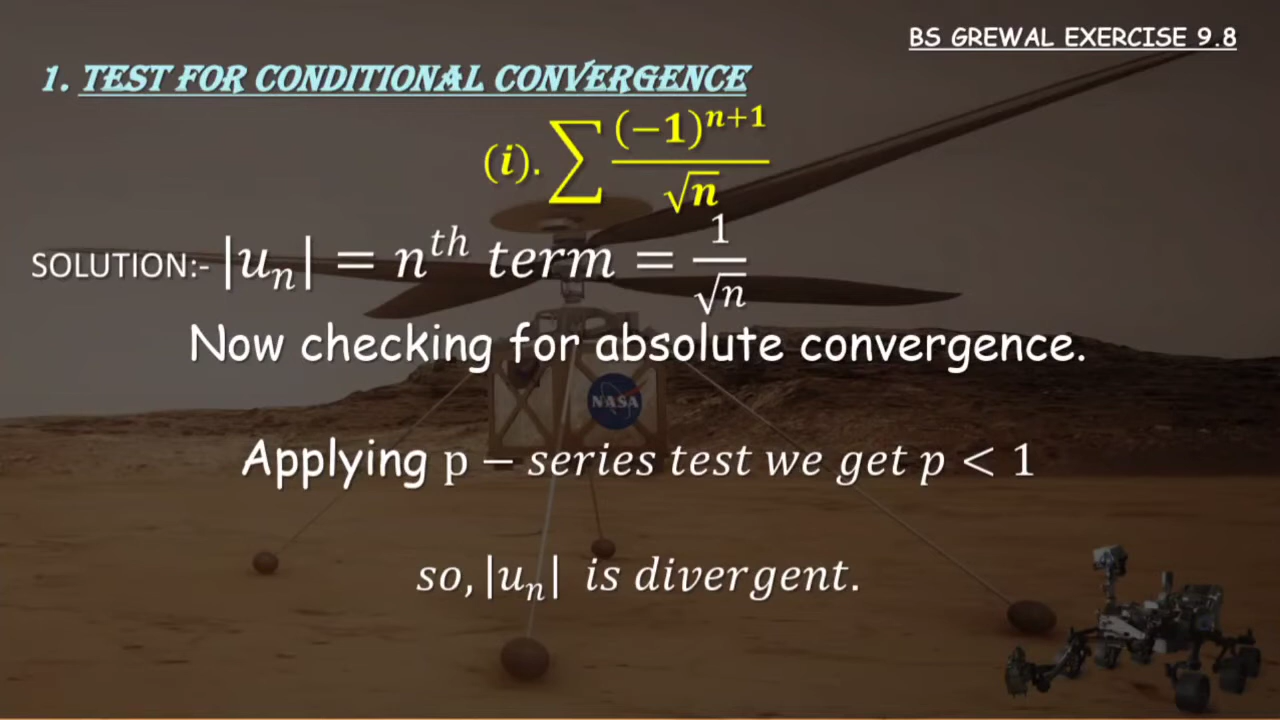 BS GREWAL EXERCISE 9.8
1. TEST FOR CONDITIONAL CONVERGENCE
(i). ∑ (−1)^{n+1} / √n
SOLUTION:- |u_n| = n^{th} term = 1/√n
Now checking for absolute convergence.
NASA
Applying p − series test we get p < 1
so, |u_n| is divergent.